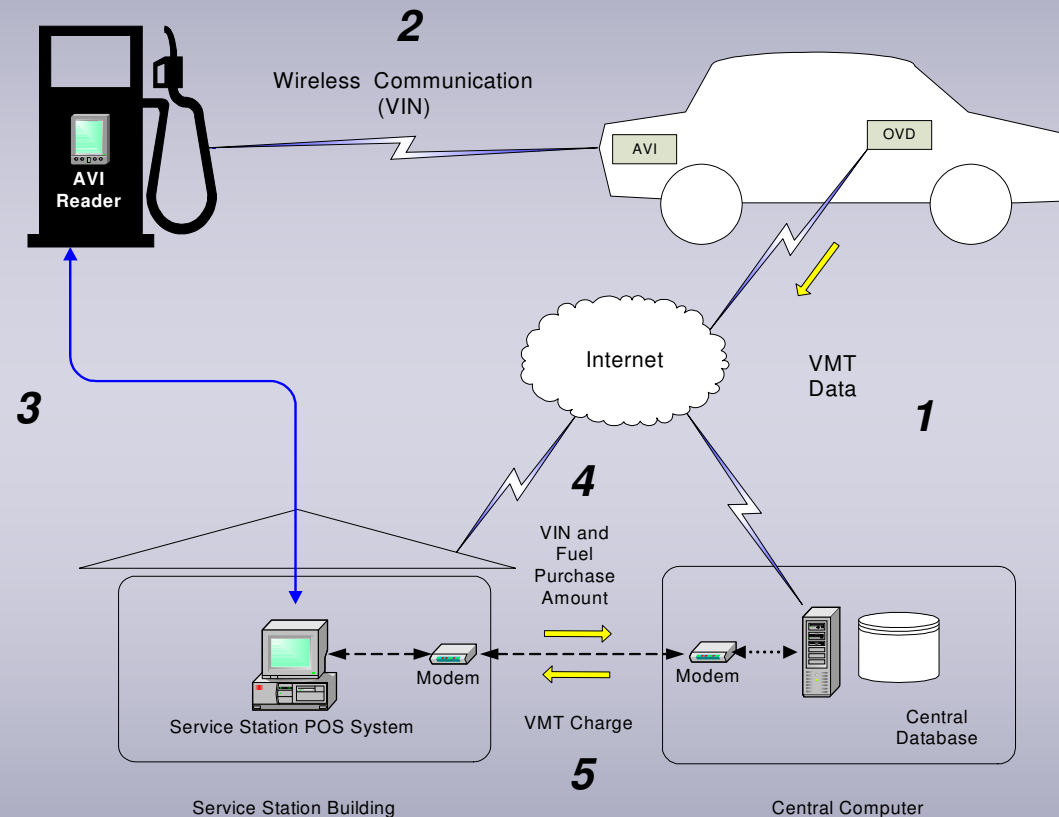 2
Wireless Communication
(VIN)
AVI
Reader
AVI
OVD
Internet
VMT
Data
1
3
4
VIN and
Fuel
Purchase
Amount
Modem
Modem
Service Station POS System
VMT Charge
Central
Database
5
Service Station Building
Central Computer